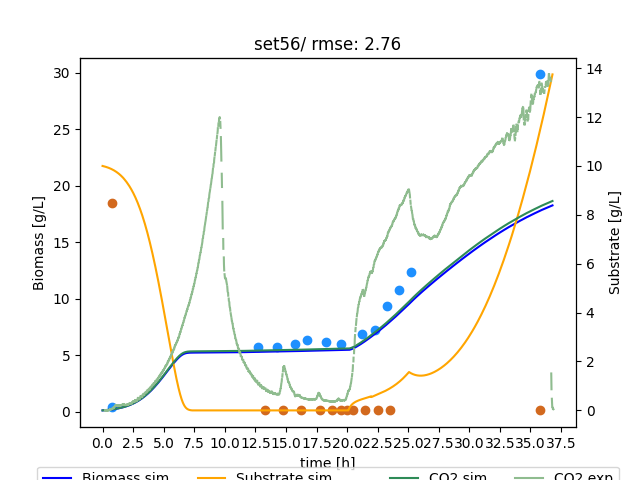 set56/ rmse: 2.76
Biomass [g/L]
30
25
20
15
10
5
0
14
12
10
8
6
4
2
0
Substrate [g/L]
0.0 2.5 5.0 7.5 10.0 12.5 15.0 17.5 20.0 22.5 25.0 27.5 30.0 32.5 35.0 37.5
time [h]
Biomass sim Substrate sim CO2 sim CO2 exp